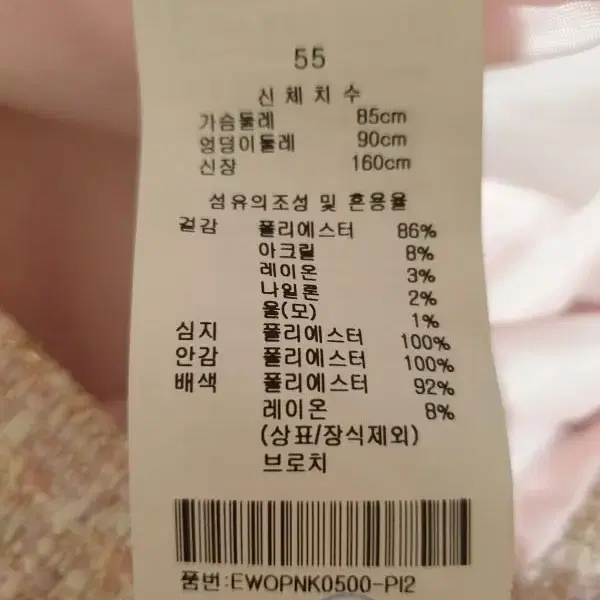 55
신체치수
가슴둘레 85cm
엉덩이둘레 90cm
신장 160cm
섬유의조성 및 혼용율
겉감 폴리에스터 86%
아크릴 8%
레이온 3%
나일론 2%
울(모) 1%
심지 폴리에스터 100%
안감 폴리에스터 100%
배색 폴리에스터 92%
레이온 8%
(상표/장식제외)
브로치
품번:EWOPNK0500-PI2